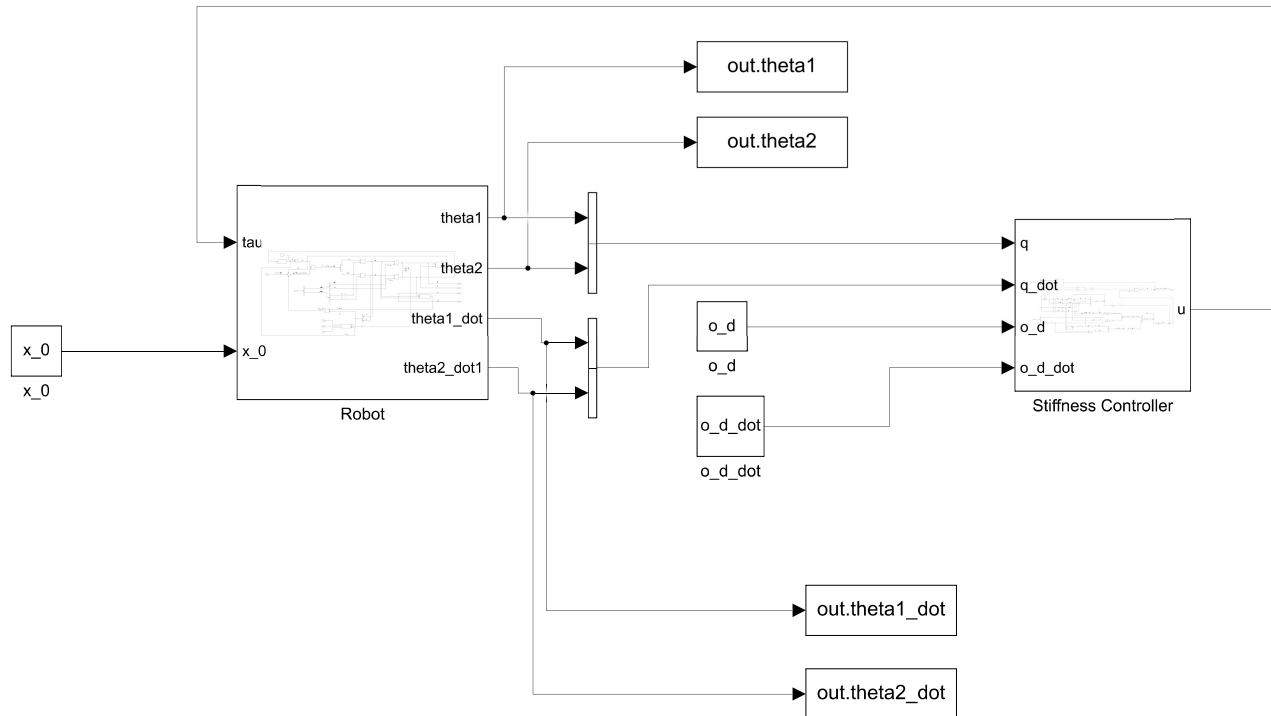 out.theta1
out.theta2
tau
x_0
theta1
theta2
theta1_dot
theta2_dot1
Robot
x_0
x_0
o_d
o_d
o_d_dot
o_d_dot
q
q_dot
o_d
o_d_dot
u
Stiffness Controller
out.theta1_dot
out.theta2_dot